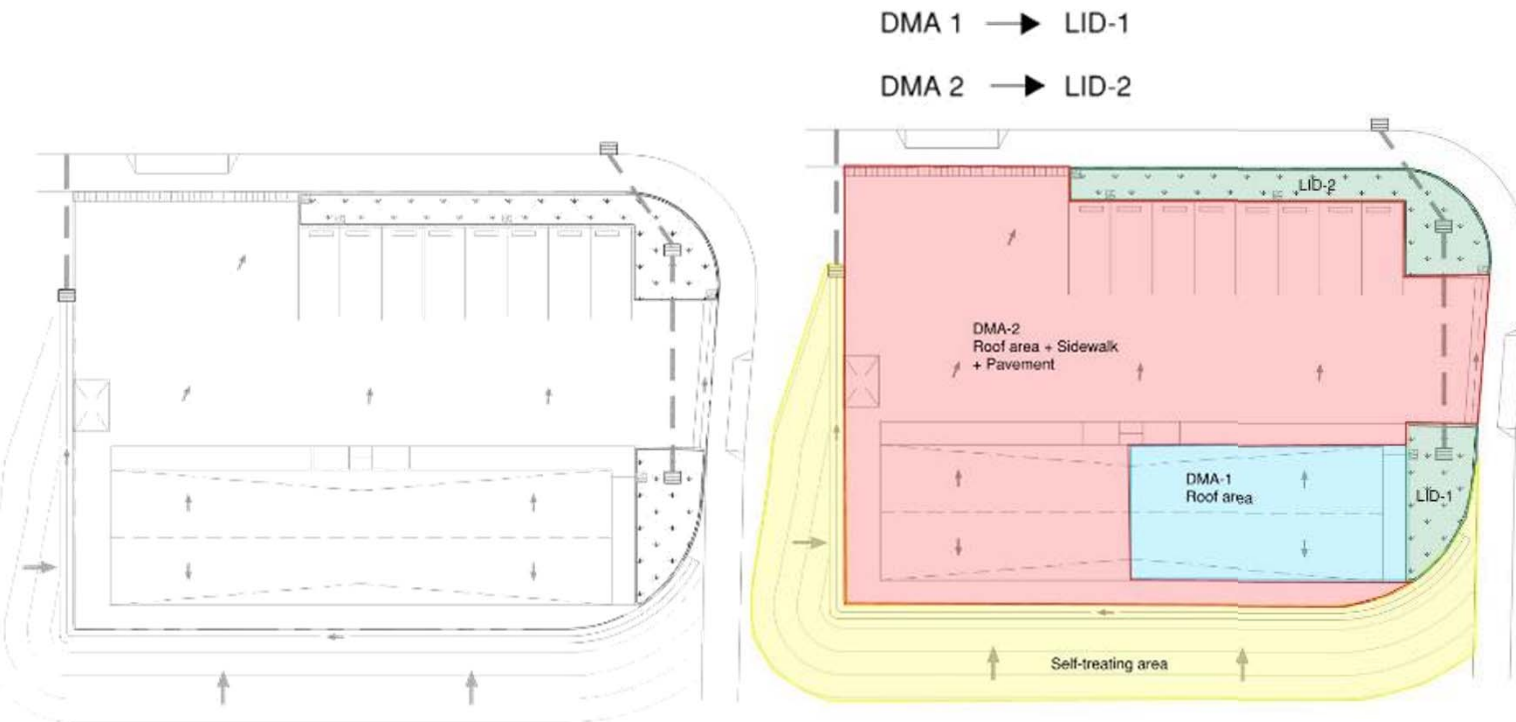 DMA 1 → LID-1
DMA 2 → LID-2
LID-2
DMA-2
Roof area + Sidewalk
+ Pavement
DMA-1
Roof area
LID-1
Self-treating area